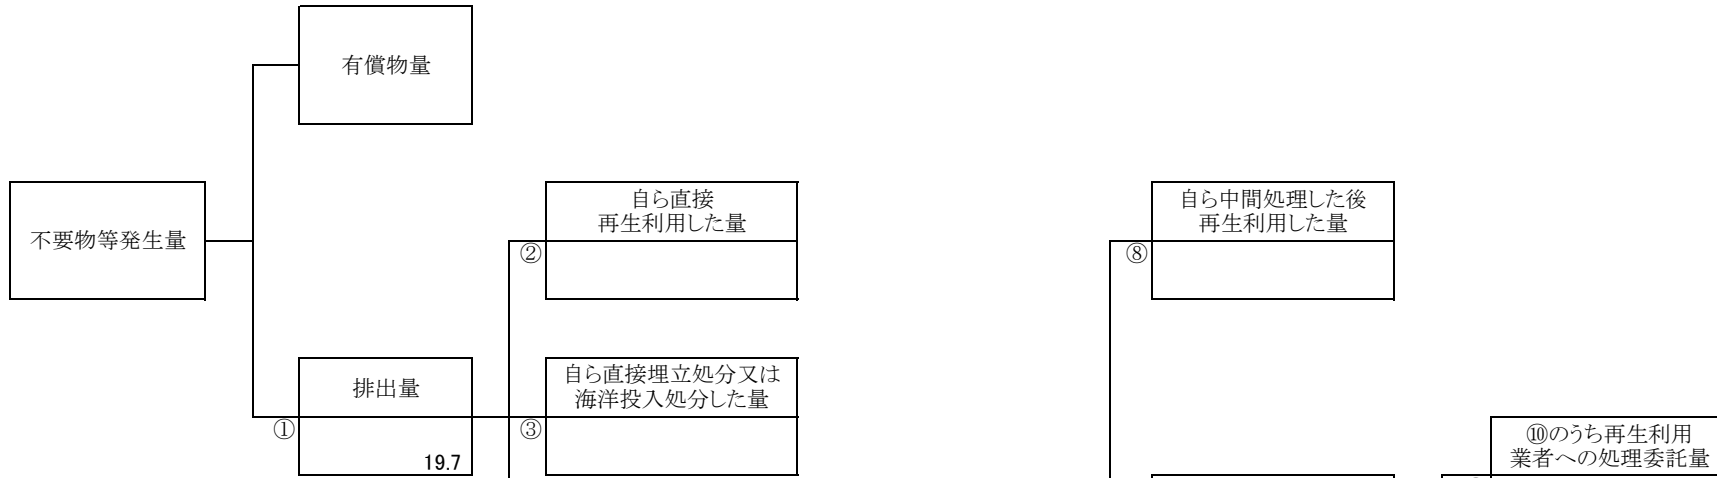 有償物量
不要物等発生量
自ら直接
再生利用した量
②
自ら中間処理した後
再生利用した量
⑧
排出量
①
19.7
自ら直接埋立処分又は
海洋投入処分した量
③
⑩のうち再生利用
業者への処理委託量